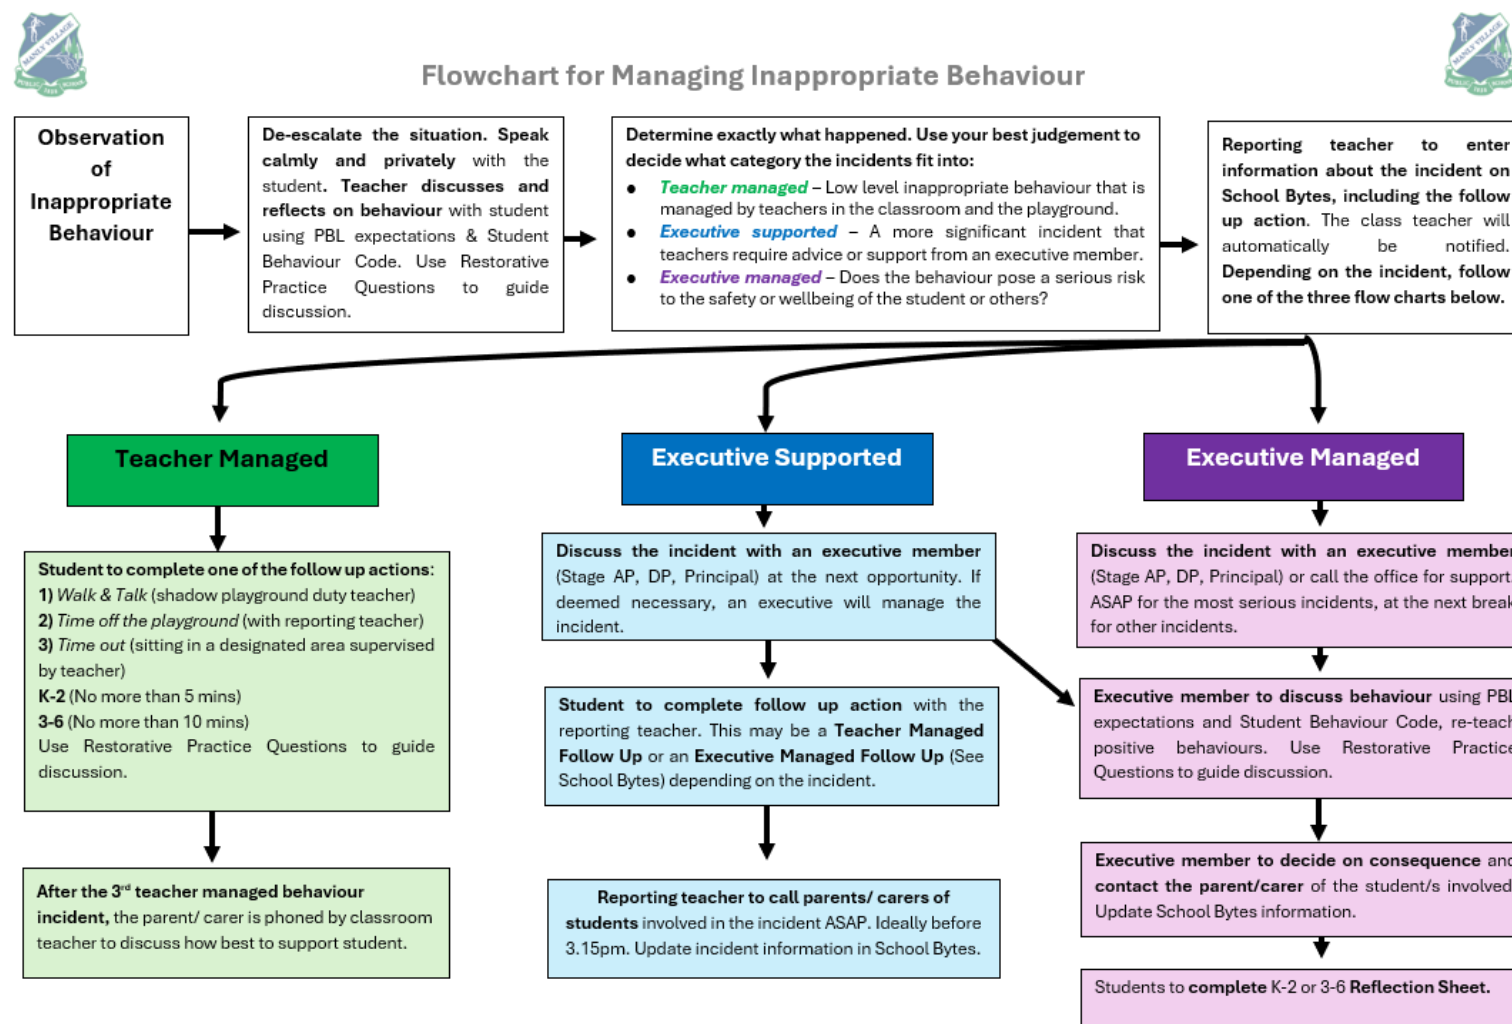 MANLY VILLAGE
MANLY VILLAGE
Flowchart for Managing Inappropriate Behaviour
Observation
of
Inappropriate
Behaviour
De-escalate the situation. Speak
calmly and privately with the
student. Teacher discusses and
reflects on behaviour with student
using PBL expectations & Student
Behaviour Code. Use Restorative
Practice Questions to guide
discussion.
Determine exactly what happened. Use your best judgement to
decide what category the incidents fit into:
● Teacher managed – Low level inappropriate behaviour that is
managed by teachers in the classroom and the playground.
● Executive supported – A more significant incident that
teachers require advice or support from an executive member.
● Executive managed – Does the behaviour pose a serious risk
to the safety or wellbeing of the student or others?
Reporting teacher to enter
information about the incident on
School Bytes, including the follow
up action. The class teacher will
automatically be notified.
Depending on the incident, follow
one of the three flow charts below.
Teacher Managed
Student to complete one of the follow up actions:
1) Walk & Talk (shadow playground duty teacher)
2) Time off the playground (with reporting teacher)
3) Time out (sitting in a designated area supervised
by teacher)
K-2 (No more than 5 mins)
3-6 (No more than 10 mins)
Use Restorative Practice Questions to guide
discussion.
After the 3rd teacher managed behaviour
incident, the parent/ carer is phoned by classroom
teacher to discuss how best to support student.
Executive Supported
Discuss the incident with an executive member
(Stage AP, DP, Principal) at the next opportunity. If
deemed necessary, an executive will manage the
incident.
Student to complete follow up action with the
reporting teacher. This may be a Teacher Managed
Follow Up or an Executive Managed Follow Up (See
School Bytes) depending on the incident.
Reporting teacher to call parents/ carers of
students involved in the incident ASAP. Ideally before
3.15pm. Update incident information in School Bytes.
Executive Managed
Discuss the incident with an executive member
(Stage AP, DP, Principal) or call the office for support.
ASAP for the most serious incidents, at the next break
for other incidents.
Executive member to discuss behaviour using PBL
expectations and Student Behaviour Code, re-teach
positive behaviours. Use Restorative Practice
Questions to guide discussion.
Executive member to decide on consequence and
contact the parent/carer of the student/s involved.
Update School Bytes information.
Students to complete K-2 or 3-6 Reflection Sheet.